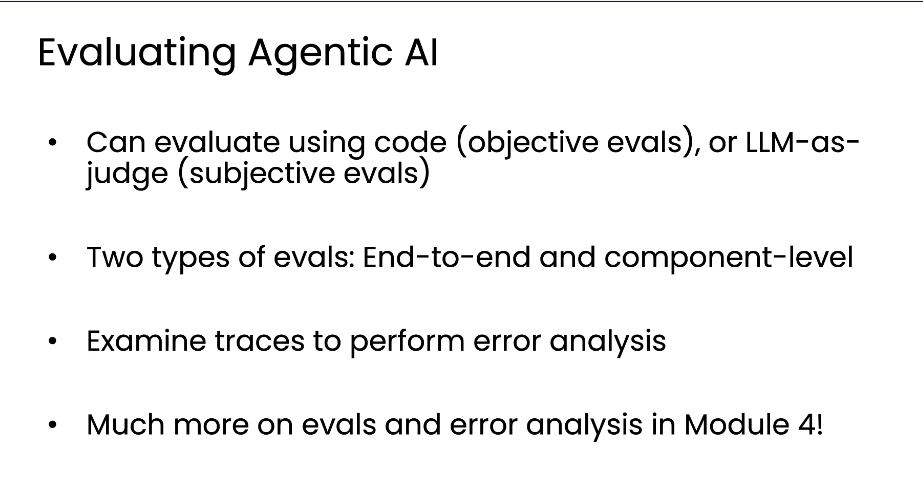 Evaluating Agentic AI
• Can evaluate using code (objective evals), or LLM-as-
judge (subjective evals)
• Two types of evals: End-to-end and component-level
• Examine traces to perform error analysis
• Much more on evals and error analysis in Module 4!